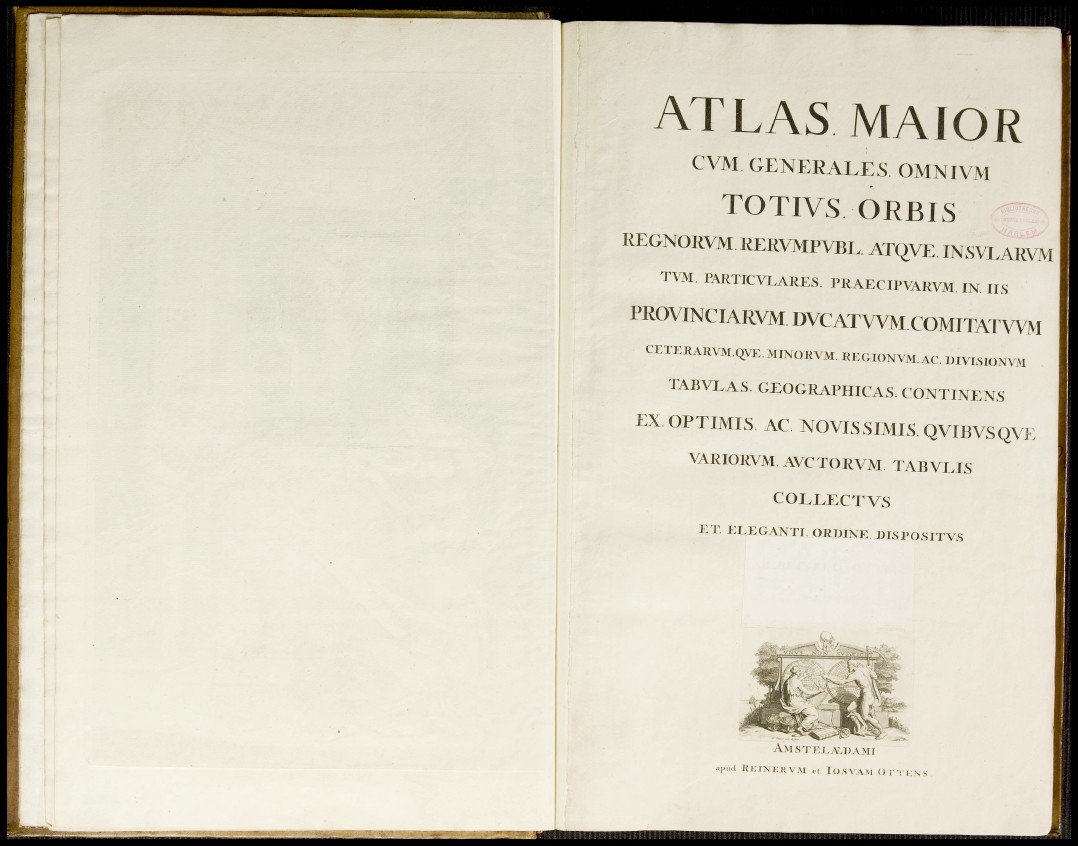 ATLAS. MAIOR
CVM. GENERALES. OMNIVM
TOTIVS. ORBIS
REGNORVM. RERVMPVBL. ATQVE. INSVLARVM
TVM. PARTICVLARES. PRAECIPVARVM. IN. IIS
PROVINCIARVM. DVCATVVM. COMITATVVM
CETERARVM. QVE. MINORVM. REGIONVM. AC. DIVISIONVM
TABVLAS. GEOGRAPHICAS. CONTINENS
EX. OPTIMIS. AC. NOVISSIMIS. QVIBVSQVE
VARIORVM. AVCTORVM. TABVLIS
COLLECTVS
ET. ELEGANTI. ORDINE. DISPOSITVS
AMSTELÆDAMI
apud REINERVM et IOSVAM OTTENS